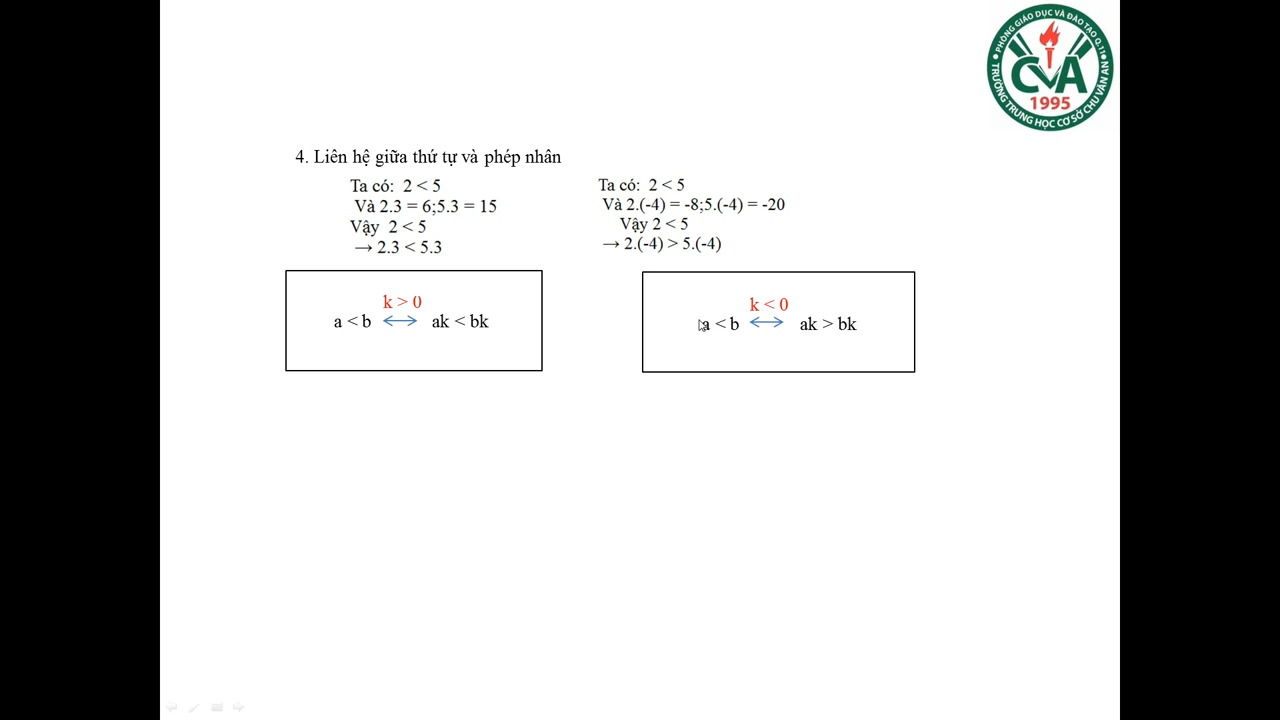 PHÒNG GIÁO DỤC VÀ ĐÀO TẠO Q.11
CVA
1995
TRƯỜNG TRUNG HỌC CƠ SỞ CHU VĂN AN
4. Liên hệ giữa thứ tự và phép nhân
Ta có: 2 < 5
Và 2.3 = 6;5.3 = 15
Vậy 2 < 5
→ 2.3 < 5.3
k > 0
a < b ⟷ ak < bk
Ta có: 2 < 5
Và 2.(-4) = -8;5.(-4) = -20
Vậy 2 < 5
→ 2.(-4) > 5.(-4)
k < 0
a < b ⟷ ak > bk